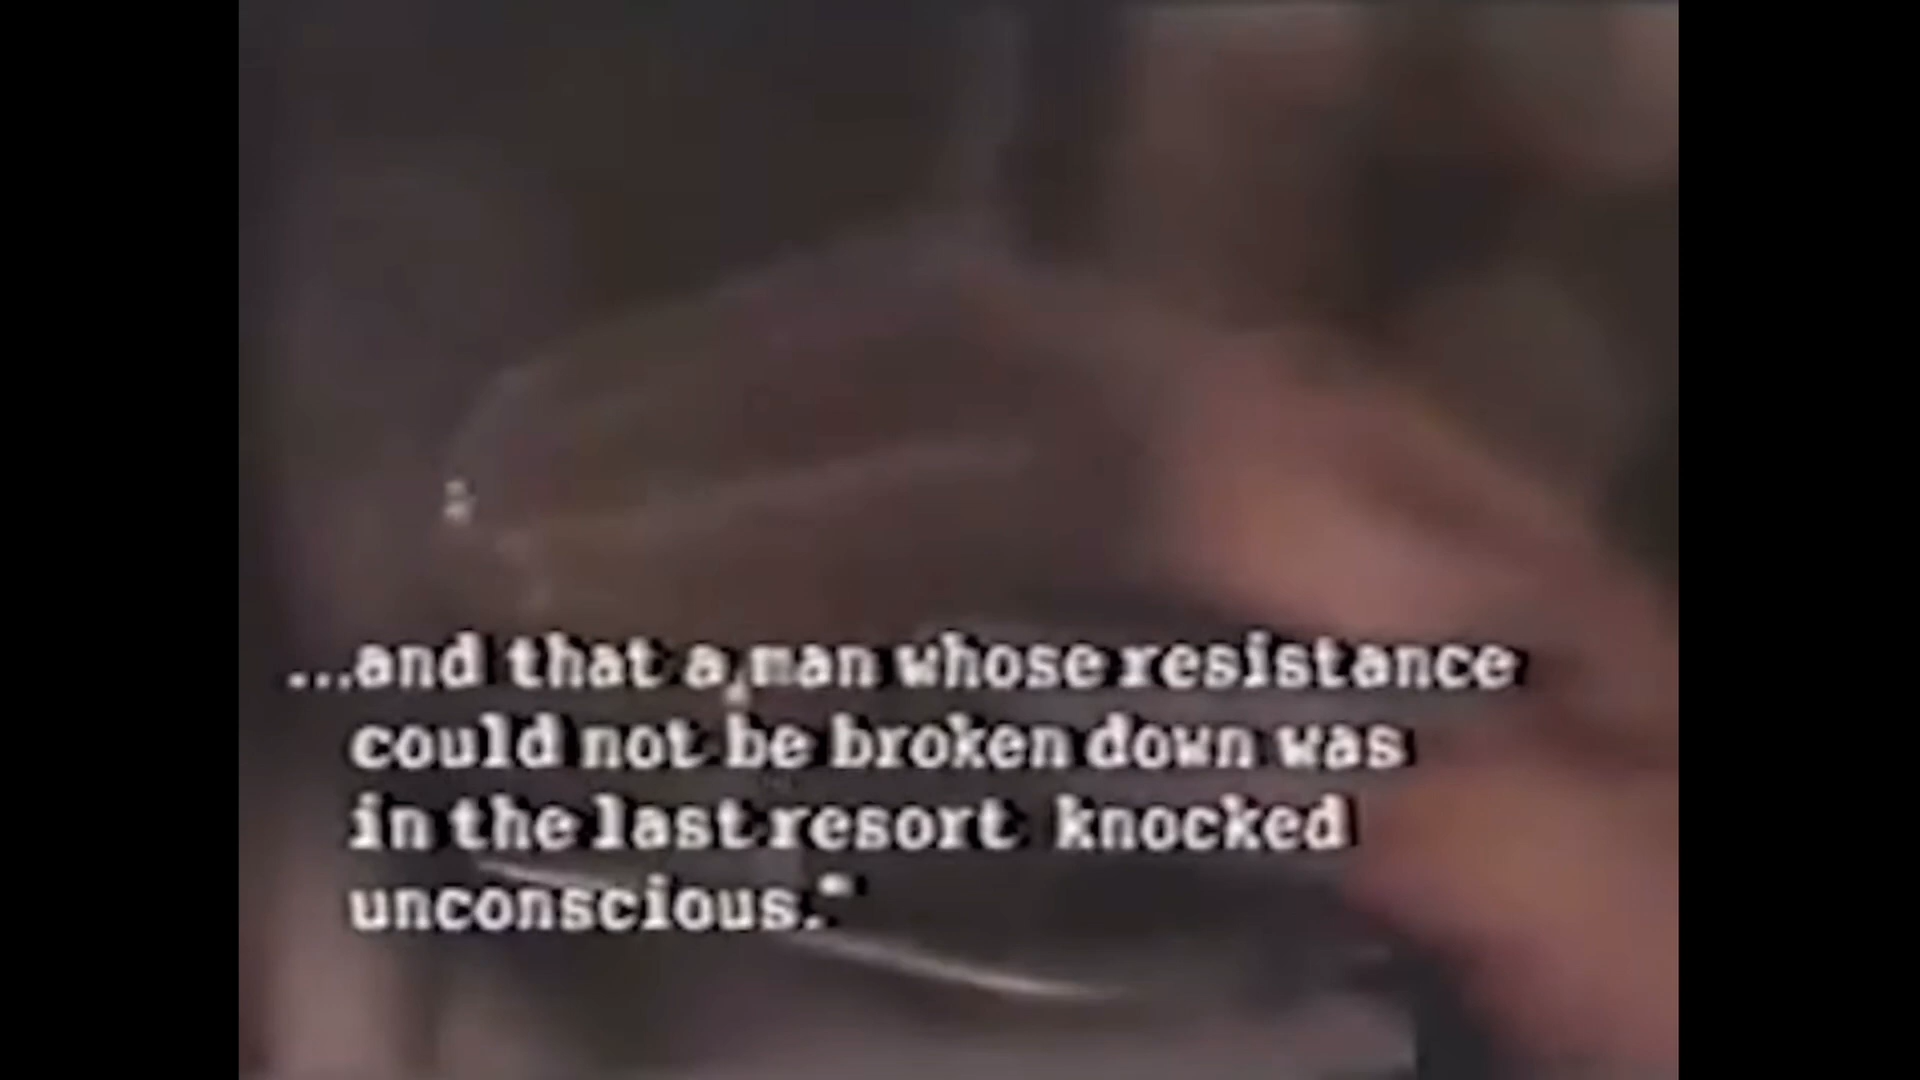 ...and that a man whose resistance
could not be broken down was
in the last resort knocked
unconscious."